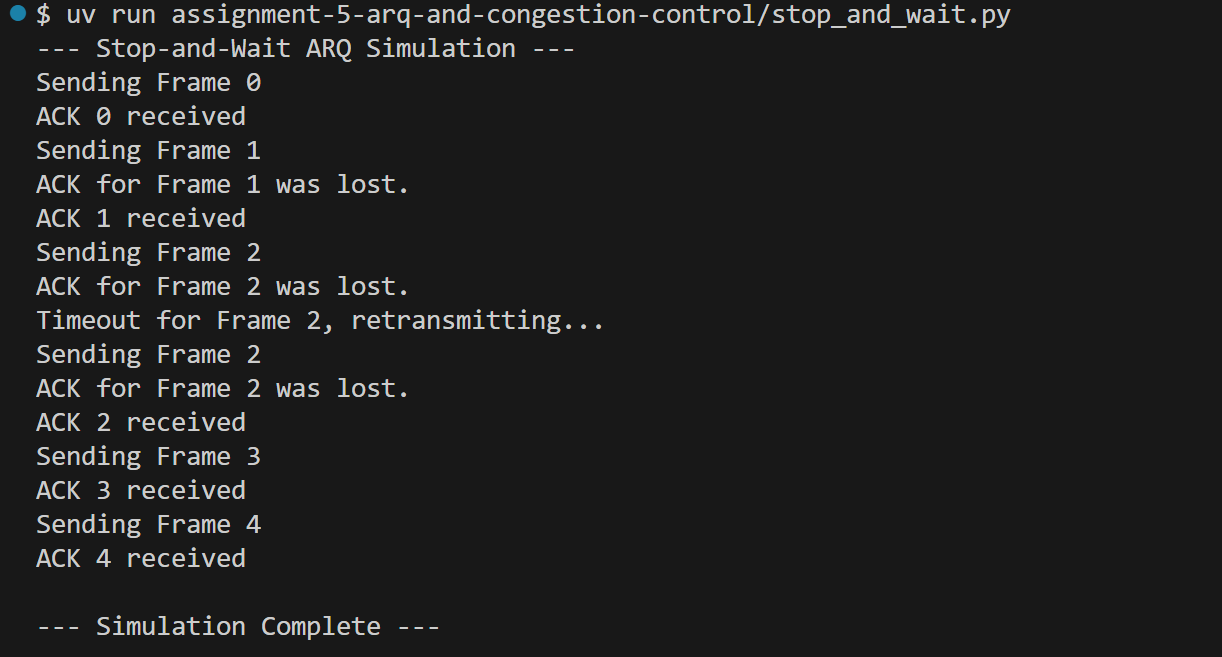 $ uv run assignment-5-arq-and-congestion-control/stop_and_wait.py
--- Stop-and-Wait ARQ Simulation ---
Sending Frame 0
ACK 0 received
Sending Frame 1
ACK for Frame 1 was lost.
ACK 1 received
Sending Frame 2
ACK for Frame 2 was lost.
Timeout for Frame 2, retransmitting...
Sending Frame 2
ACK for Frame 2 was lost.
ACK 2 received
Sending Frame 3
ACK 3 received
Sending Frame 4
ACK 4 received
--- Simulation Complete ---